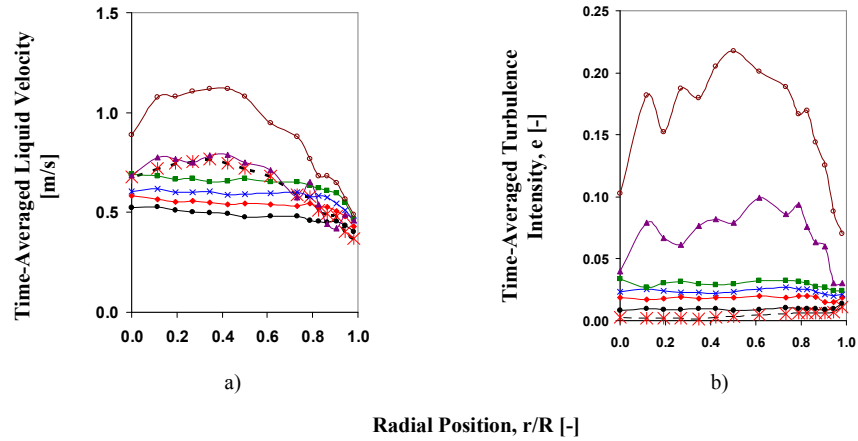 Time-Averaged Liquid Velocity
[m/s]
1.5
1.0
0.5
0.0
0.0 0.2 0.4 0.6 0.8 1.0
a)
Time-Averaged Turbulence
Intensity, e [-]
0.25
0.20
0.15
0.10
0.05
0.00
0.0 0.2 0.4 0.6 0.8 1.0
b)
Radial Position, r/R [-]